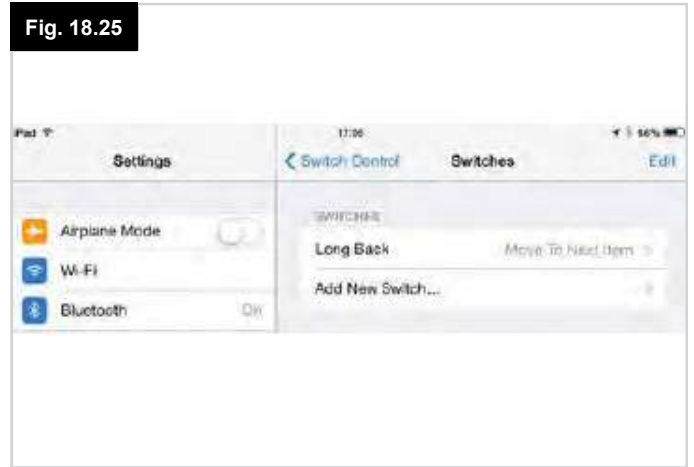 Fig. 18.25
iPad 17:06 56%
Settings
Switch Control Switches Edit
SWITCHES
Airplane Mode
Long Back Move To Next Item
Wi-Fi
Add New Switch...
Bluetooth On